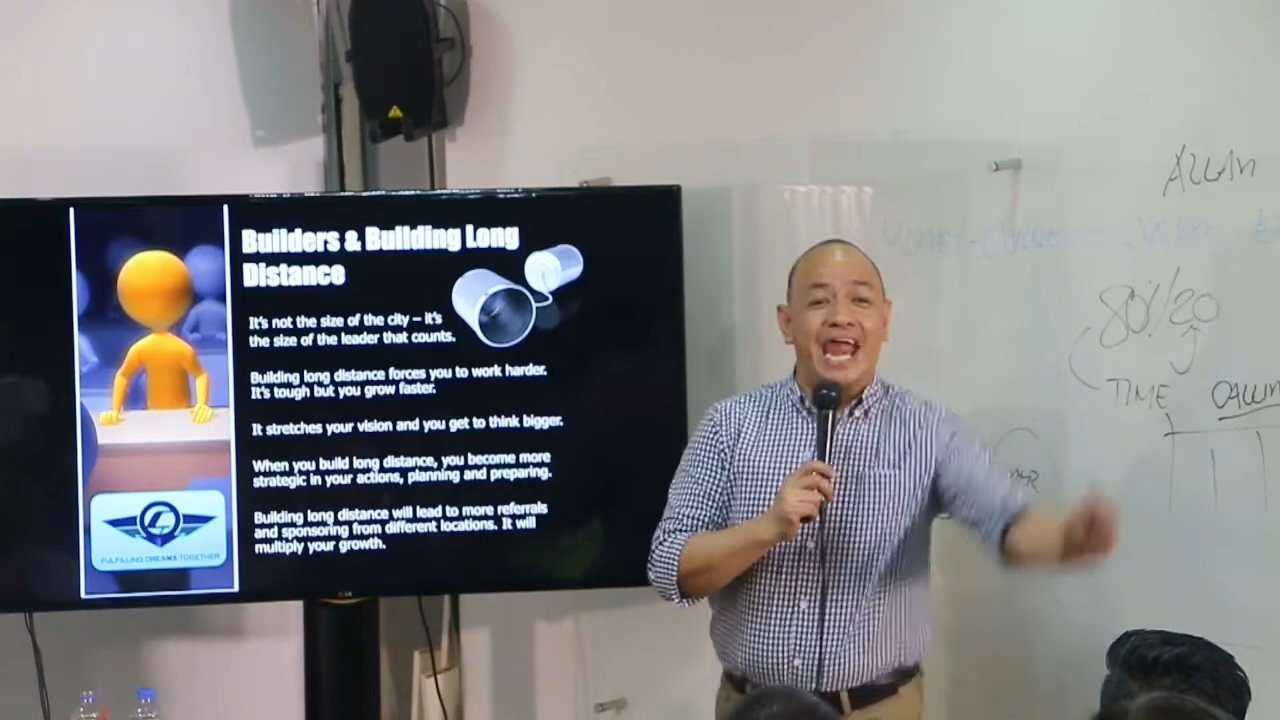 Builders & Building Long
Distance
It's not the size of the city – it's
the size of the leader that counts.
Building long distance forces you to work harder.
It's tough but you grow faster.
It stretches your vision and you get to think bigger.
When you build long distance, you become more
strategic in your actions, planning and preparing.
Building long distance will lead to more referrals
and sponsoring from different locations. It will
multiply your growth.
FULFILLING DREAMS TOGETHER
ALLAN
80%/20
TIME